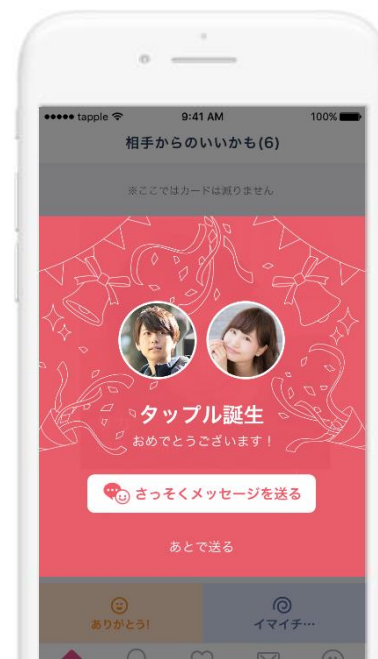 tapple 9:41 AM 100%
相手からのいいかも(6)
※ここではカードは減りません
タップル誕生
おめでとうございます！
さっそくメッセージを送る
あとで送る
ありがとう!
イマイチ…